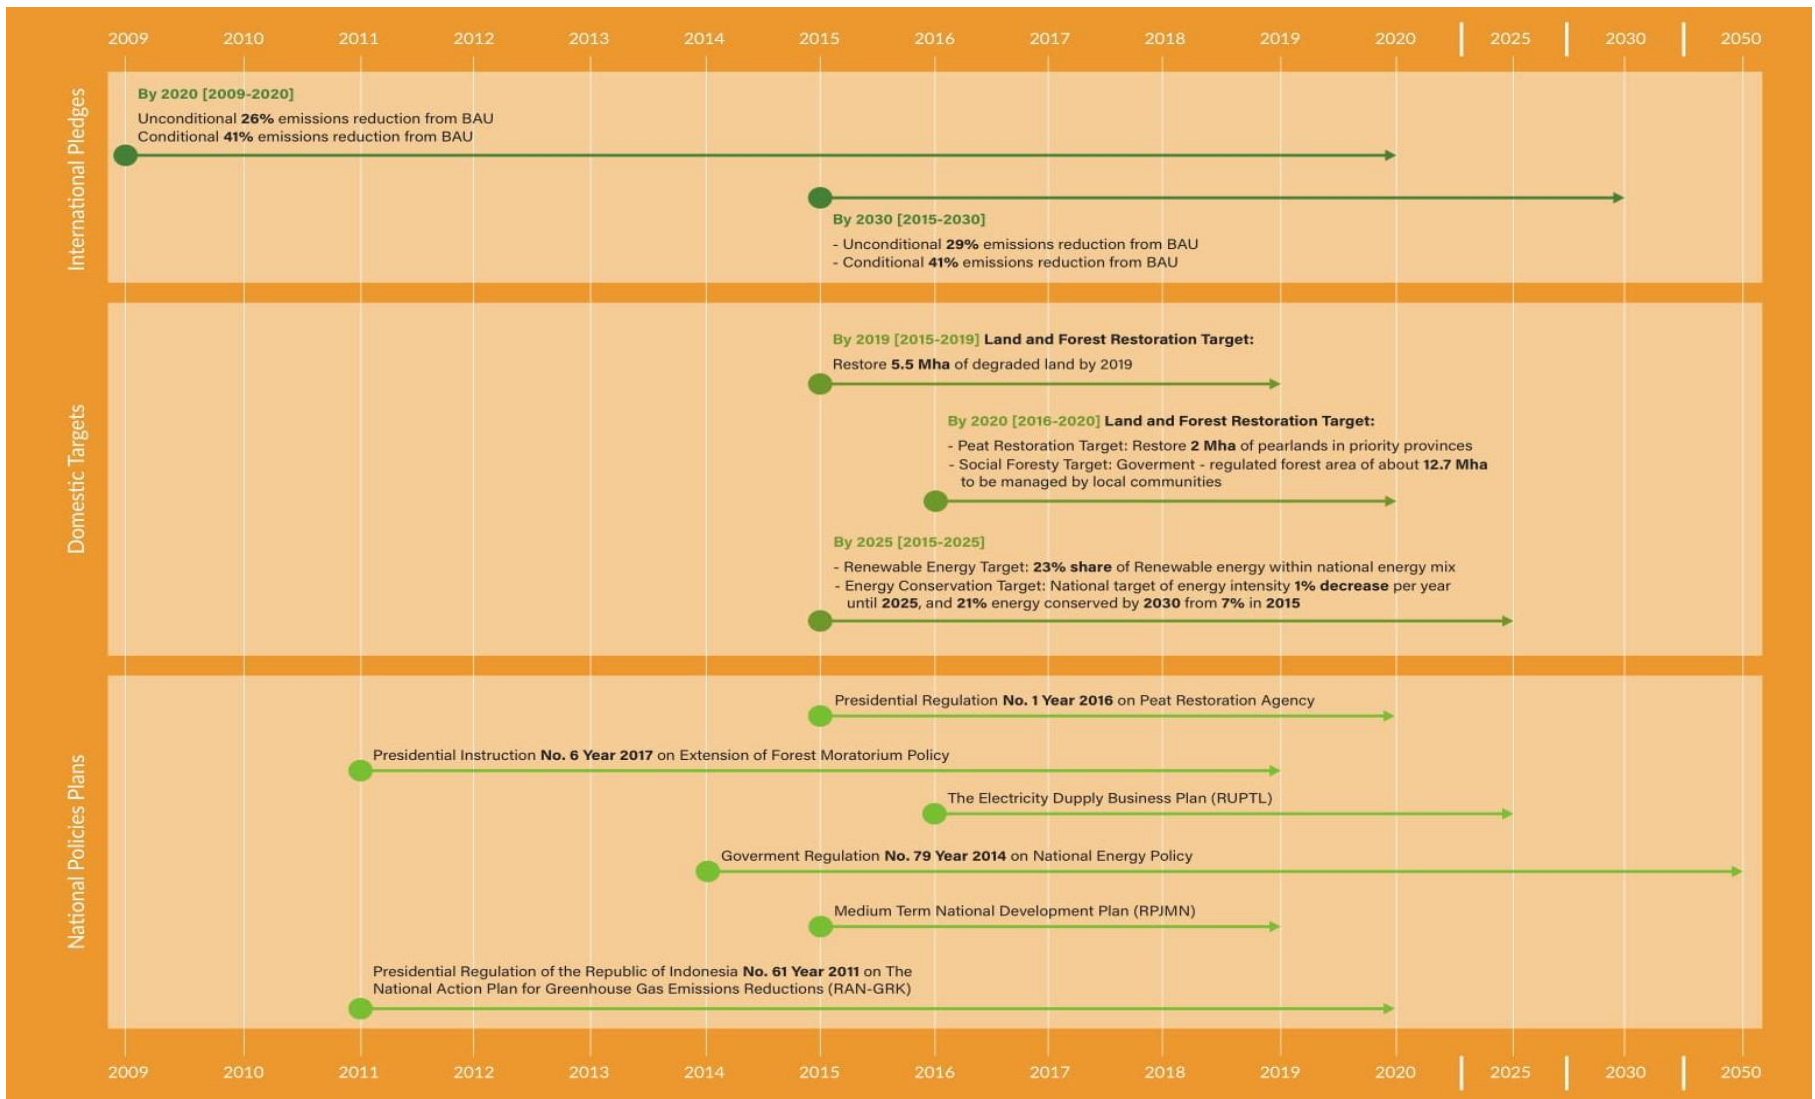 2009 2010 2011 2012 2013 2014 2015 2016 2017 2018 2019 2020 2025 2030 2050
International Pledges
By 2020 [2009-2020]
Unconditional 26% emissions reduction from BAU
Conditional 41% emissions reduction from BAU
By 2030 [2015-2030]
- Unconditional 29% emissions reduction from BAU
- Conditional 41% emissions reduction from BAU
Domestic Targets
By 2019 [2015-2019] Land and Forest Restoration Target:
Restore 5.5 Mha of degraded land by 2019
By 2020 [2016-2020] Land and Forest Restoration Target:
- Peat Restoration Target: Restore 2 Mha of pearlands in priority provinces
- Social Foresty Target: Goverment - regulated forest area of about 12.7 Mha
to be managed by local communities
By 2025 [2015-2025]
- Renewable Energy Target: 23% share of Renewable energy within national energy mix
- Energy Conservation Target: National target of energy intensity 1% decrease per year
until 2025, and 21% energy conserved by 2030 from 7% in 2015
National Policies Plans
Presidential Regulation No. 1 Year 2016 on Peat Restoration Agency
Presidential Instruction No. 6 Year 2017 on Extension of Forest Moratorium Policy
The Electricity Dupply Business Plan (RUPTL)
Goverment Regulation No. 79 Year 2014 on National Energy Policy
Medium Term National Development Plan (RPJMN)
Presidential Regulation of the Republic of Indonesia No. 61 Year 2011 on The
National Action Plan for Greenhouse Gas Emissions Reductions (RAN-GRK)
2009 2010 2011 2012 2013 2014 2015 2016 2017 2018 2019 2020 2025 2030 2050